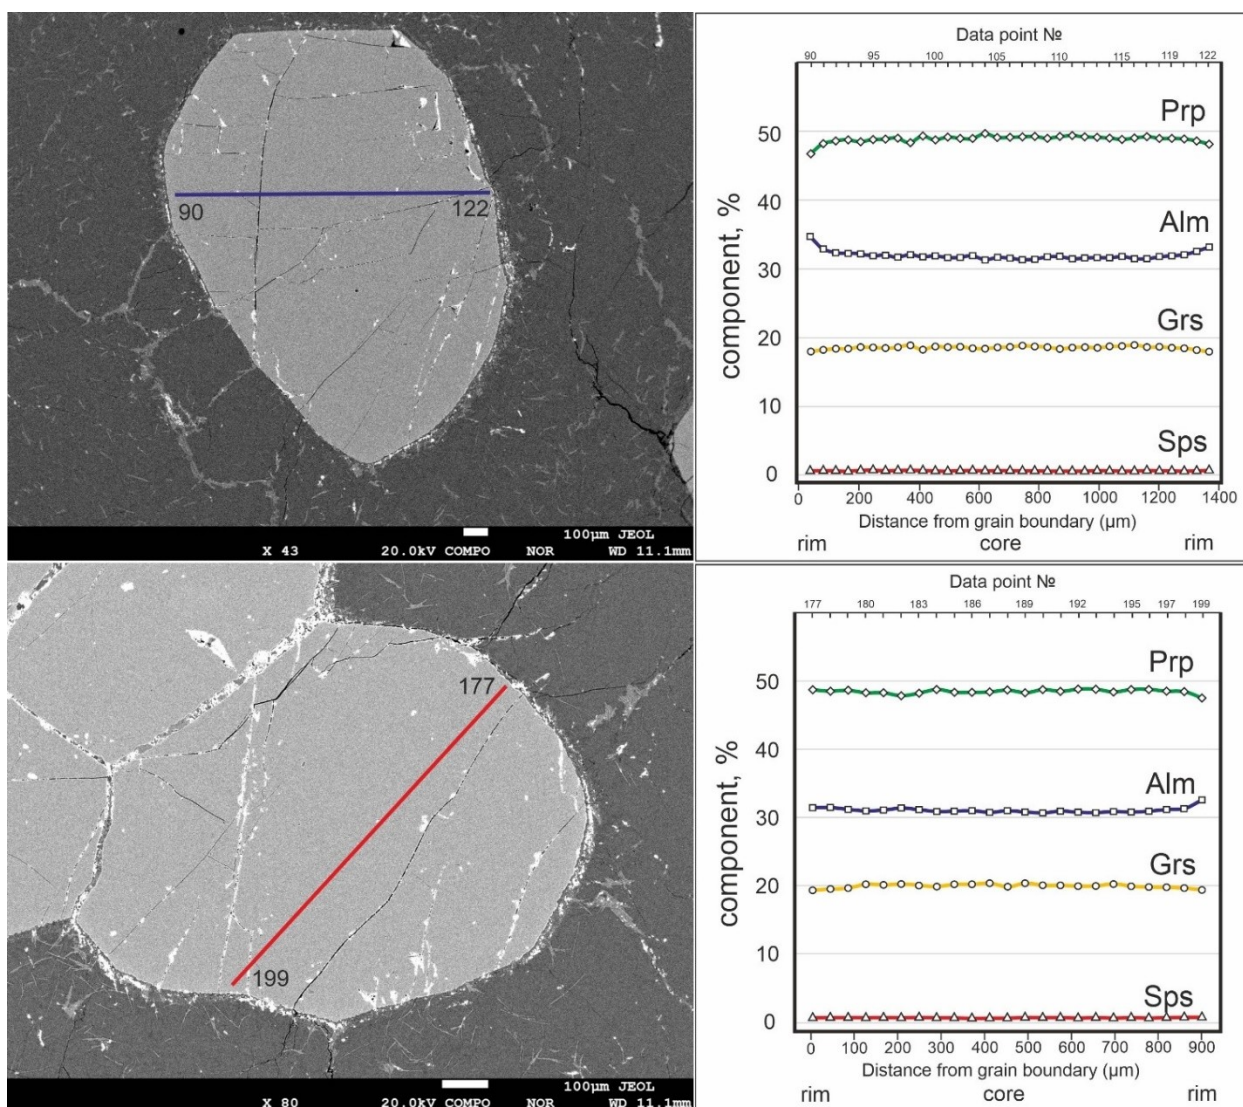 90
122
100µm JEOL
X 43 20.0kV COMPO NOR WD 11.1mm
Data point №
90 95 100 105 110 115 119 122
component, %
50
40
30
20
10
0
Prp
Alm
Grs
Sps
0 200 400 600 800 1000 1200 1400
Distance from grain boundary (µm)
rim core rim
177
199
100µm JEOL
X 80 20.0kV COMPO NOR WD 11.1mm
Data point №
177 180 183 186 189 192 195 197 199
component, %
50
40
30
20
10
0
Prp
Alm
Grs
Sps
0 100 200 300 400 500 600 700 800 900
Distance from grain boundary (µm)
rim core rim